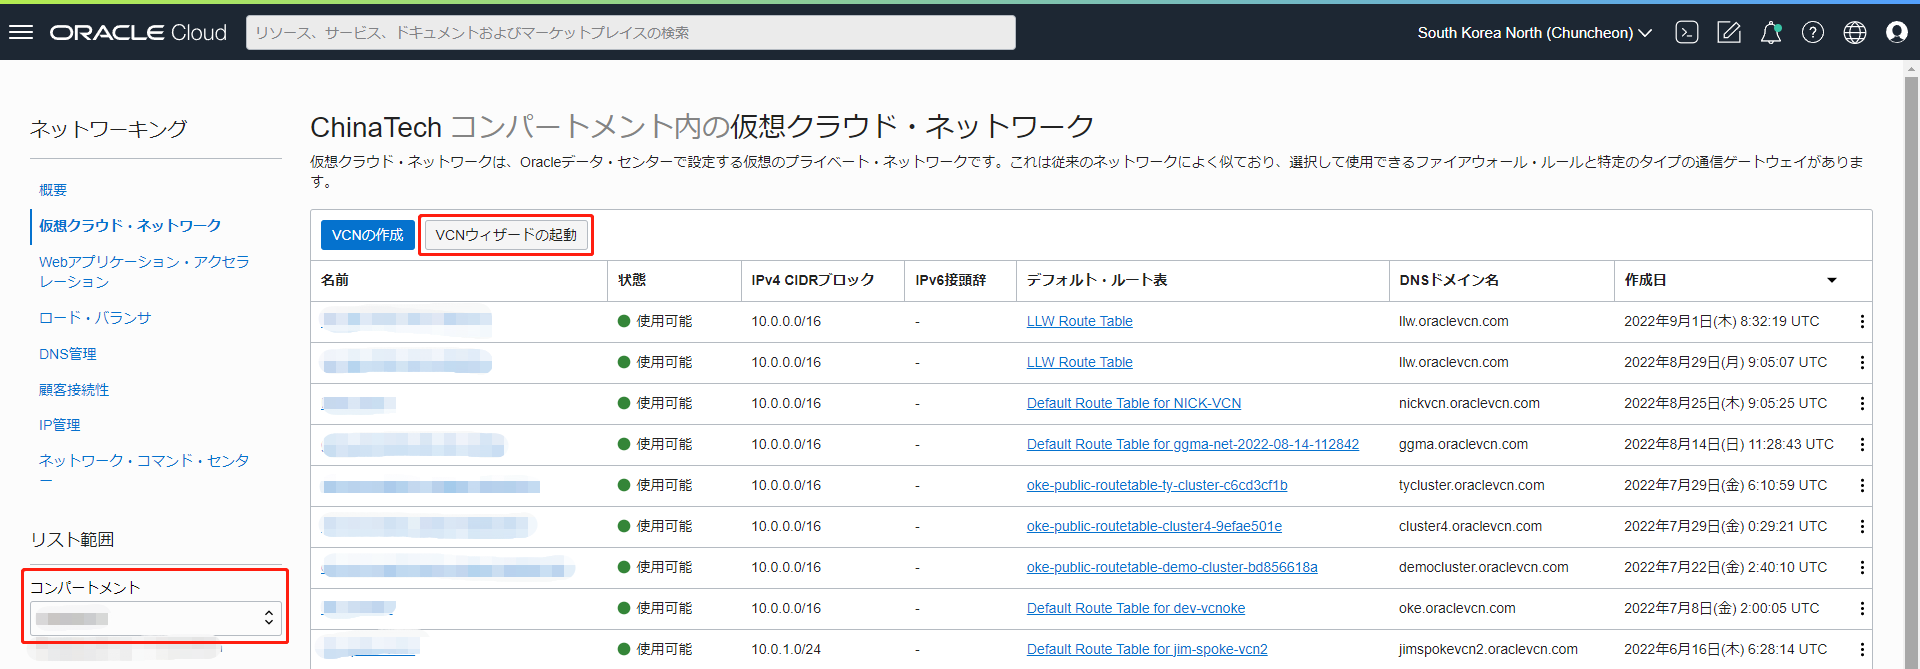 ORACLE Cloud
リソース、サービス、ドキュメントおよびマーケットプレイスの検索
South Korea North (Chuncheon)
ネットワーキング
概要
仮想クラウド・ネットワーク
Webアプリケーション・アクセラ
レーション
ロード・バランサ
DNS管理
顧客接続性
IP管理
ネットワーク・コマンド・センタ
ー
リスト範囲
コンパートメント
ChinaTech コンパートメント内の仮想クラウド・ネットワーク
仮想クラウド・ネットワークは、Oracleデータ・センターで設定する仮想のプライベート・ネットワークです。これは従来のネットワークによく似ており、選択して使用できるファイアウォール・ルールと特定のタイプの通信ゲートウェイがありま
す。
VCNの作成 VCNウィザードの起動
名前 状態 IPv4 CIDRブロック IPv6接頭辞 デフォルト・ルート表 DNSドメイン名 作成日
使用可能 10.0.0.0/16 - LLW Route Table llw.oraclevcn.com 2022年9月1日(木) 8:32:19 UTC
使用可能 10.0.0.0/16 - LLW Route Table llw.oraclevcn.com 2022年8月29日(月) 9:05:07 UTC
使用可能 10.0.0.0/16 - Default Route Table for NICK-VCN nickvcn.oraclevcn.com 2022年8月25日(木) 9:05:25 UTC
使用可能 10.0.0.0/16 - Default Route Table for ggma-net-2022-08-14-112842 ggma.oraclevcn.com 2022年8月14日(日) 11:28:43 UTC
使用可能 10.0.0.0/16 - oke-public-routetable-ty-cluster-c6cd3cf1b tycluster.oraclevcn.com 2022年7月29日(金) 6:10:59 UTC
使用可能 10.0.0.0/16 - oke-public-routetable-cluster4-9efae501e cluster4.oraclevcn.com 2022年7月29日(金) 0:29:21 UTC
使用可能 10.0.0.0/16 - oke-public-routetable-demo-cluster-bd856618a democluster.oraclevcn.com 2022年7月22日(金) 2:40:10 UTC
使用可能 10.0.0.0/16 - Default Route Table for dev-vcnoke oke.oraclevcn.com 2022年7月8日(金) 2:00:05 UTC
使用可能 10.0.1.0/24 - Default Route Table for jim-spoke-vcn2 jimspokevcn2.oraclevcn.com 2022年6月16日(木) 6:28:14 UTC